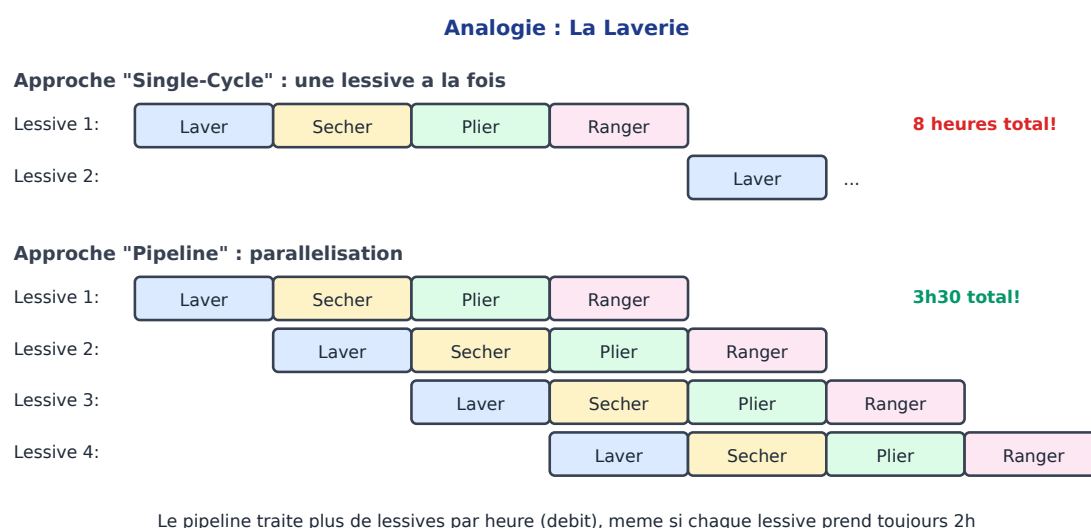 Analogie : La Laverie
Approche "Single-Cycle" : une lessive a la fois
Lessive 1: Laver Secher Plier Ranger 8 heures total!
Lessive 2: Laver ...
Approche "Pipeline" : parallelisation
Lessive 1: Laver Secher Plier Ranger 3h30 total!
Lessive 2: Laver Secher Plier Ranger
Lessive 3: Laver Secher Plier Ranger
Lessive 4: Laver Secher Plier Ranger
Le pipeline traite plus de lessives par heure (debit), meme si chaque lessive prend toujours 2h